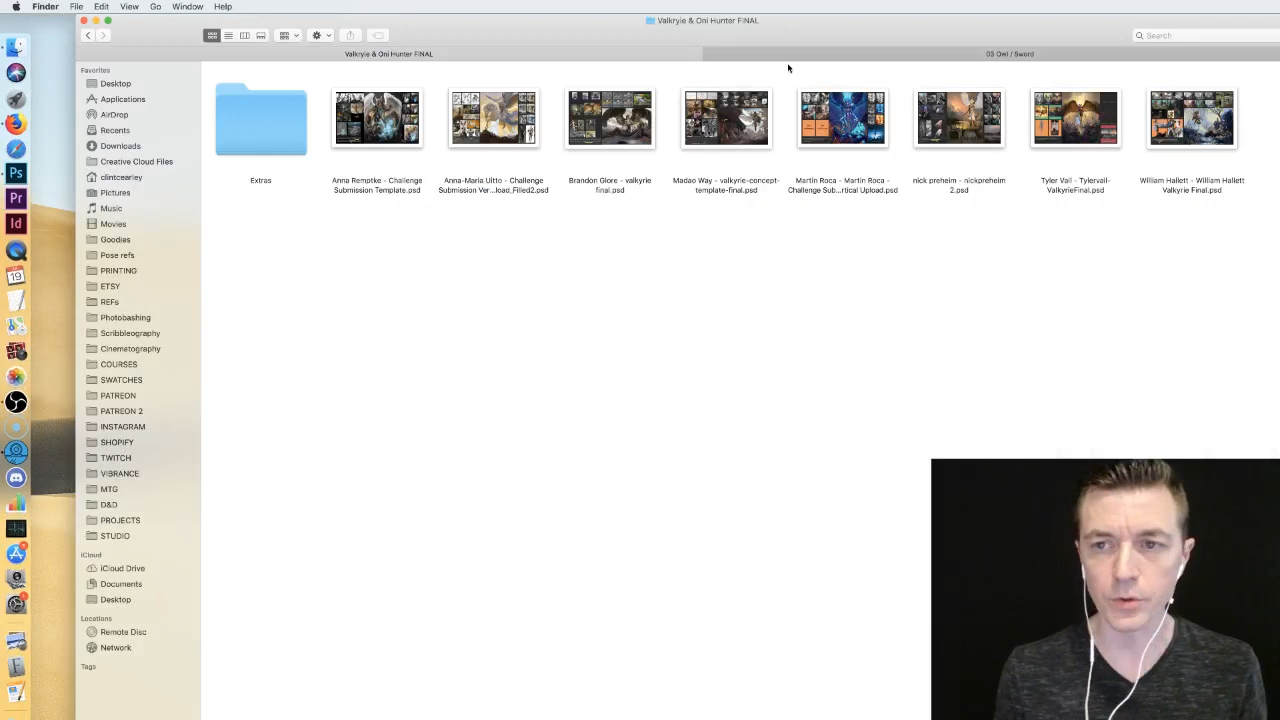 Finder File Edit View Go Window Help
Valkryie & Oni Hunter FINAL
Search
Valkryie & Oni Hunter FINAL
03 Owl / Sword
Favorites
Desktop
Applications
AirDrop
Recents
Downloads
Creative Cloud Files
clintcearley
Pictures
Music
Movies
Goodies
Pose refs
PRINTING
ETSY
REFs
Photobashing
Scribbleography
Cinematography
COURSES
SWATCHES
PATREON
PATREON 2
INSTAGRAM
SHOPIFY
TWITCH
VIBRANCE
MTG
D&D
PROJECTS
STUDIO
iCloud
iCloud Drive
Documents
Desktop
Locations
Remote Disc
Network
Tags
Extras
Anna Remptke - Challenge
Submission Template.psd
Anna-Maria Uitto - Challenge
Submission Ver...load_Filled2.psd
Brandon Glore - valkyrie
final.psd
Madao Way - valkyrie-concept-
template-final.psd
Martin Roca - Martin Roca -
Challenge Sub...rtical Upload.psd
nick preheim - nickpreheim
2.psd
Tyler Vail - Tylervail-
ValkyrieFinal.psd
William Hallett - William Hallett
Valkyrie Final.psd
Ps
Pr
Id
19